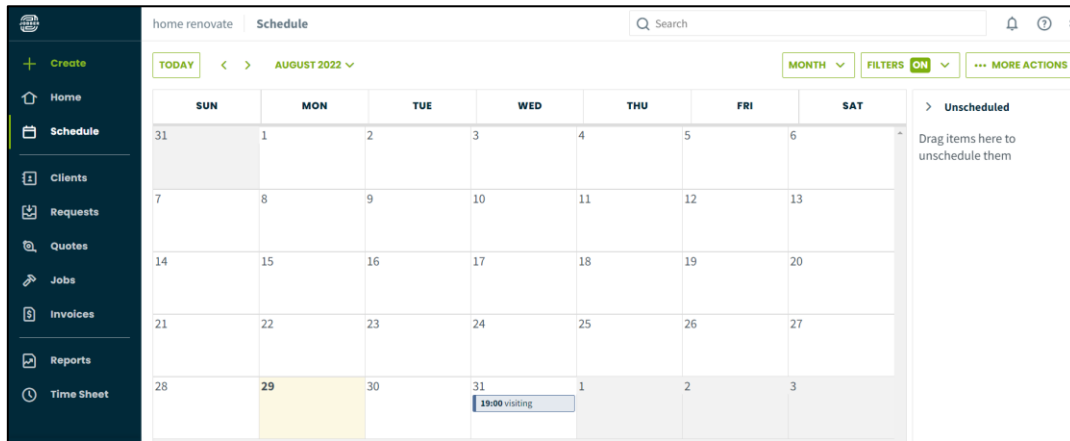 JOBBER
home renovate Schedule Search
Create
Home
Schedule
Clients
Requests
Quotes
Jobs
Invoices
Reports
Time Sheet
TODAY < > AUGUST 2022 MONTH FILTERS ON ••• MORE ACTIONS
SUN MON TUE WED THU FRI SAT
31 1 2 3 4 5 6
7 8 9 10 11 12 13
14 15 16 17 18 19 20
21 22 23 24 25 26 27
28 29 30 31 1 2 3
19:00 visiting
> Unscheduled
Drag items here to
unschedule them